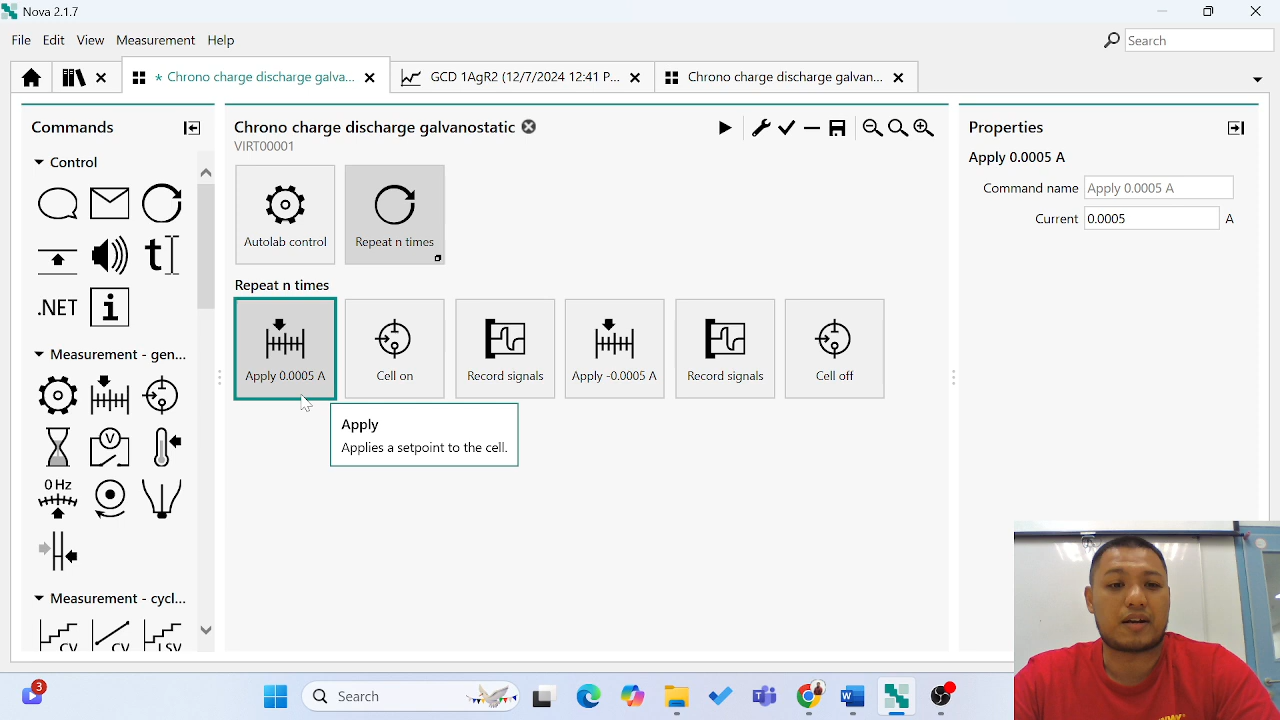 Nova 2.1.7
File Edit View Measurement Help
Search
* Chrono charge discharge galva...
GCD 1AgR2 (12/7/2024 12:41 P...
Chrono charge discharge galvan...
Commands
Control
t
.NET
i
Measurement - gen...
V
0 Hz
Measurement - cycl...
CV CV LSV
Chrono charge discharge galvanostatic
VIRT00001
Autolab control
Repeat n times
Repeat n times
Apply 0.0005 A
Cell on
Record signals
Apply -0.0005 A
Record signals
Cell off
Apply
Applies a setpoint to the cell.
Properties
Apply 0.0005 A
Command name Apply 0.0005 A
Current 0.0005 A
3
Search